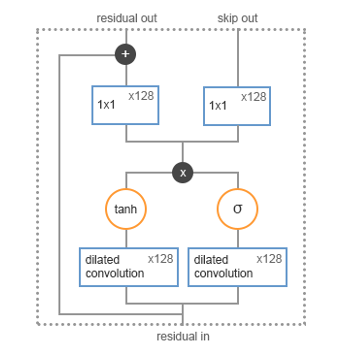 residual out
skip out
+
1x1 x128
1x1 x128
x
tanh
σ
dilated convolution x128
dilated convolution x128
residual in